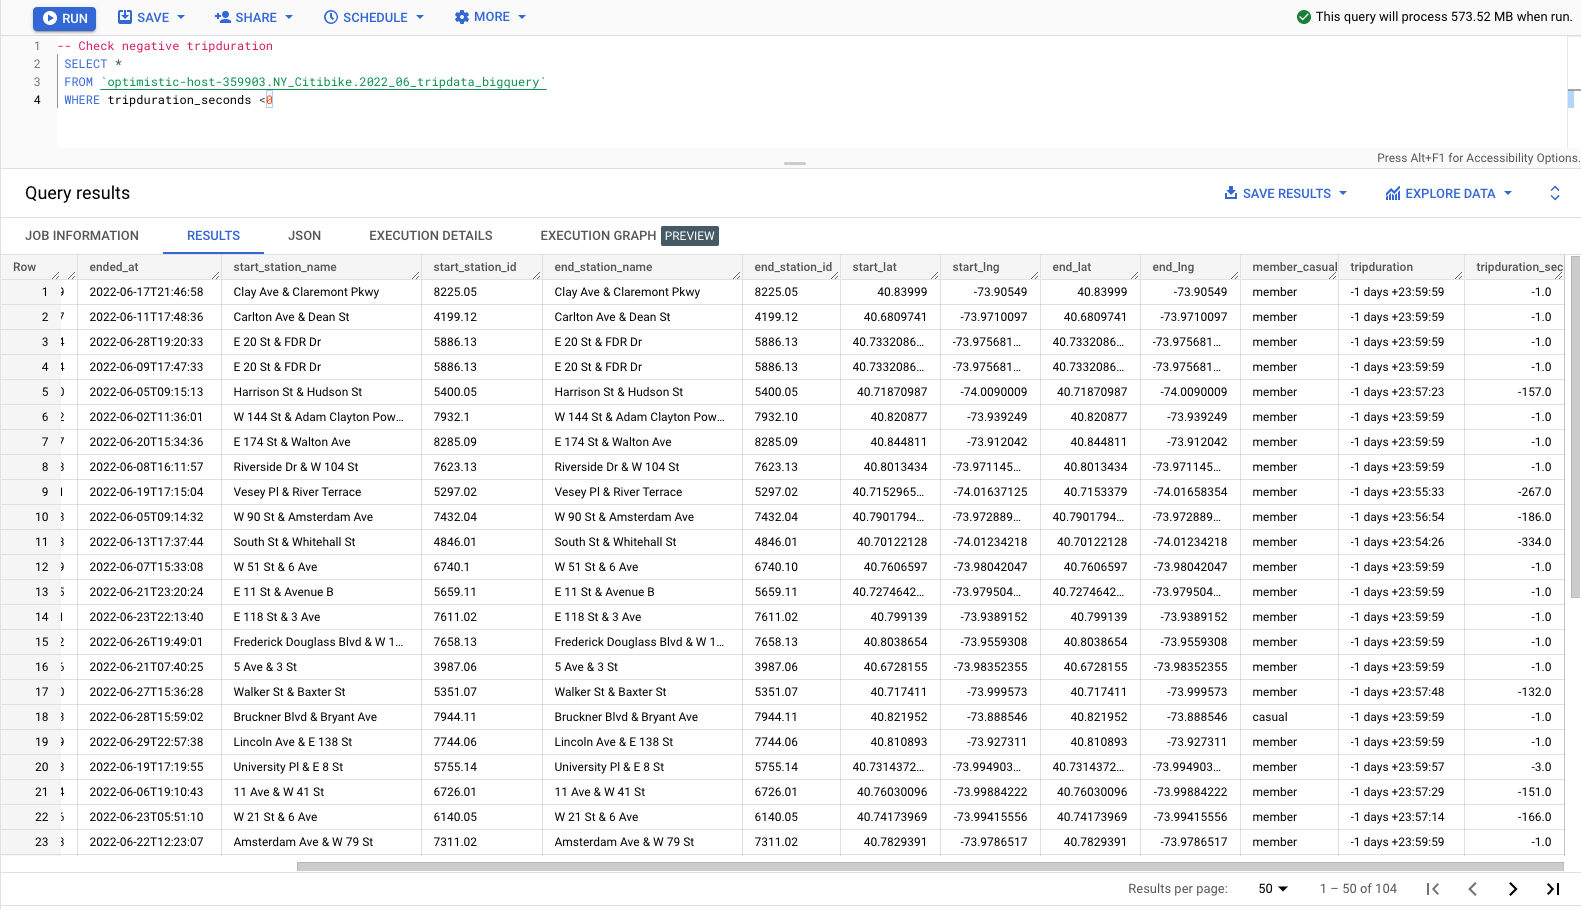 RUN SAVE SHARE SCHEDULE MORE This query will process 573.52 MB when run.
1 -- Check negative tripduration
2 SELECT *
3 FROM `optimistic-host-359903.NY_Citibike.2022_06_tripdata_bigquery`
4 WHERE tripduration_seconds <0
Press Alt+F1 for Accessibility Options.
Query results SAVE RESULTS EXPLORE DATA
JOB INFORMATION RESULTS JSON EXECUTION DETAILS EXECUTION GRAPH PREVIEW
Row ended_at start_station_name start_station_id end_station_name end_station_id start_lat start_lng end_lat end_lng member_casual tripduration tripduration_sec
1 9 2022-06-17T21:46:58 Clay Ave & Claremont Pkwy 8225.05 Clay Ave & Claremont Pkwy 8225.05 40.83999 -73.90549 40.83999 -73.90549 member -1 days +23:59:59 -1.0
2 7 2022-06-11T17:48:36 Carlton Ave & Dean St 4199.12 Carlton Ave & Dean St 4199.12 40.6809741 -73.9710097 40.6809741 -73.9710097 member -1 days +23:59:59 -1.0
3 4 2022-06-28T19:20:33 E 20 St & FDR Dr 5886.13 E 20 St & FDR Dr 5886.13 40.7332086... -73.975681... 40.7332086... -73.975681... member -1 days +23:59:59 -1.0
4 4 2022-06-09T17:47:33 E 20 St & FDR Dr 5886.13 E 20 St & FDR Dr 5886.13 40.7332086... -73.975681... 40.7332086... -73.975681... member -1 days +23:59:59 -1.0
5 0 2022-06-05T09:15:13 Harrison St & Hudson St 5400.05 Harrison St & Hudson St 5400.05 40.71870987 -74.0090009 40.71870987 -74.0090009 member -1 days +23:57:23 -157.0
6 2 2022-06-02T11:36:01 W 144 St & Adam Clayton Pow... 7932.1 W 144 St & Adam Clayton Pow... 7932.10 40.820877 -73.939249 40.820877 -73.939249 member -1 days +23:59:59 -1.0
7 7 2022-06-20T15:34:36 E 174 St & Walton Ave 8285.09 E 174 St & Walton Ave 8285.09 40.844811 -73.912042 40.844811 -73.912042 member -1 days +23:59:59 -1.0
8 2022-06-08T16:11:57 Riverside Dr & W 104 St 7623.13 Riverside Dr & W 104 St 7623.13 40.8013434 -73.971145... 40.8013434 -73.971145... member -1 days +23:59:59 -1.0
9 2022-06-19T17:15:04 Vesey Pl & River Terrace 5297.02 Vesey Pl & River Terrace 5297.02 40.7152965... -74.01637125 40.7153379 -74.01658354 member -1 days +23:55:33 -267.0
10 2022-06-05T09:14:32 W 90 St & Amsterdam Ave 7432.04 W 90 St & Amsterdam Ave 7432.04 40.7901794... -73.972889... 40.7901794... -73.972889... member -1 days +23:56:54 -186.0
11 2022-06-13T17:37:44 South St & Whitehall St 4846.01 South St & Whitehall St 4846.01 40.70122128 -74.01234218 40.70122128 -74.01234218 member -1 days +23:54:26 -334.0
12 9 2022-06-07T15:33:08 W 51 St & 6 Ave 6740.1 W 51 St & 6 Ave 6740.10 40.7606597 -73.98042047 40.7606597 -73.98042047 member -1 days +23:59:59 -1.0
13 5 2022-06-21T23:20:24 E 11 St & Avenue B 5659.11 E 11 St & Avenue B 5659.11 40.7274642... -73.979504... 40.7274642... -73.979504... member -1 days +23:59:59 -1.0
14 2022-06-23T22:13:40 E 118 St & 3 Ave 7611.02 E 118 St & 3 Ave 7611.02 40.799139 -73.9389152 40.799139 -73.9389152 member -1 days +23:59:59 -1.0
15 2 2022-06-26T19:49:01 Frederick Douglass Blvd & W 1... 7658.13 Frederick Douglass Blvd & W 1... 7658.13 40.8038654 -73.9559308 40.8038654 -73.9559308 member -1 days +23:59:59 -1.0
16 2022-06-21T07:40:25 5 Ave & 3 St 3987.06 5 Ave & 3 St 3987.06 40.6728155 -73.98352355 40.6728155 -73.98352355 member -1 days +23:59:59 -1.0
17 0 2022-06-27T15:36:28 Walker St & Baxter St 5351.07 Walker St & Baxter St 5351.07 40.717411 -73.999573 40.717411 -73.999573 member -1 days +23:57:48 -132.0
18 2022-06-28T15:59:02 Bruckner Blvd & Bryant Ave 7944.11 Bruckner Blvd & Bryant Ave 7944.11 40.821952 -73.888546 40.821952 -73.888546 casual -1 days +23:59:59 -1.0
19 9 2022-06-29T22:57:38 Lincoln Ave & E 138 St 7744.06 Lincoln Ave & E 138 St 7744.06 40.810893 -73.927311 40.810893 -73.927311 member -1 days +23:59:59 -1.0
20 2022-06-19T17:19:55 University Pl & E 8 St 5755.14 University Pl & E 8 St 5755.14 40.7314372... -73.994903... 40.7314372... -73.994903... member -1 days +23:59:57 -3.0
21 4 2022-06-06T19:10:43 11 Ave & W 41 St 6726.01 11 Ave & W 41 St 6726.01 40.76030096 -73.99884222 40.76030096 -73.99884222 member -1 days +23:57:29 -151.0
22 2022-06-23T05:51:10 W 21 St & 6 Ave 6140.05 W 21 St & 6 Ave 6140.05 40.74173969 -73.99415556 40.74173969 -73.99415556 member -1 days +23:57:14 -166.0
23 2022-06-22T12:23:07 Amsterdam Ave & W 79 St 7311.02 Amsterdam Ave & W 79 St 7311.02 40.7829391 -73.9786517 40.7829391 -73.9786517 member -1 days +23:59:59 -1.0
Results per page: 50 1 – 50 of 104